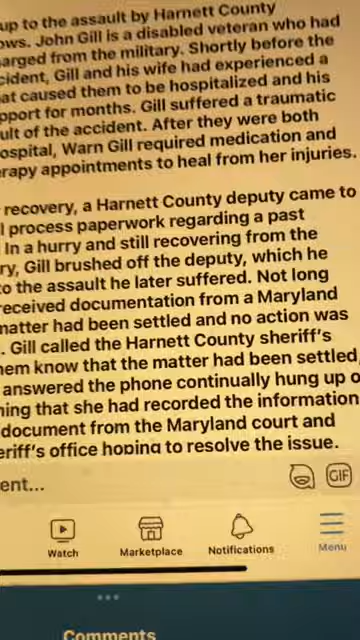 up to the assault by Harnett County
ows. John Gill is a disabled veteran who had
arged from the military. Shortly before the
cident, Gill and his wife had experienced a
at caused them to be hospitalized and his
pport for months. Gill suffered a traumatic
ult of the accident. After they were both
ospital, Warn Gill required medication and
rapy appointments to heal from her injuries.
recovery, a Harnett County deputy came to
l process paperwork regarding a past
In a hurry and still recovering from the
ry, Gill brushed off the deputy, which he
to the assault he later suffered. Not long
received documentation from a Maryland
matter had been settled and no action was
. Gill called the Harnett County sheriff's
hem know that the matter had been settled,
answered the phone continually hung up o
ning that she had recorded the information
document from the Maryland court and
eriff's office hoping to resolve the issue.
ent...
GIF
Watch
Marketplace
Notifications
Menu
Comments